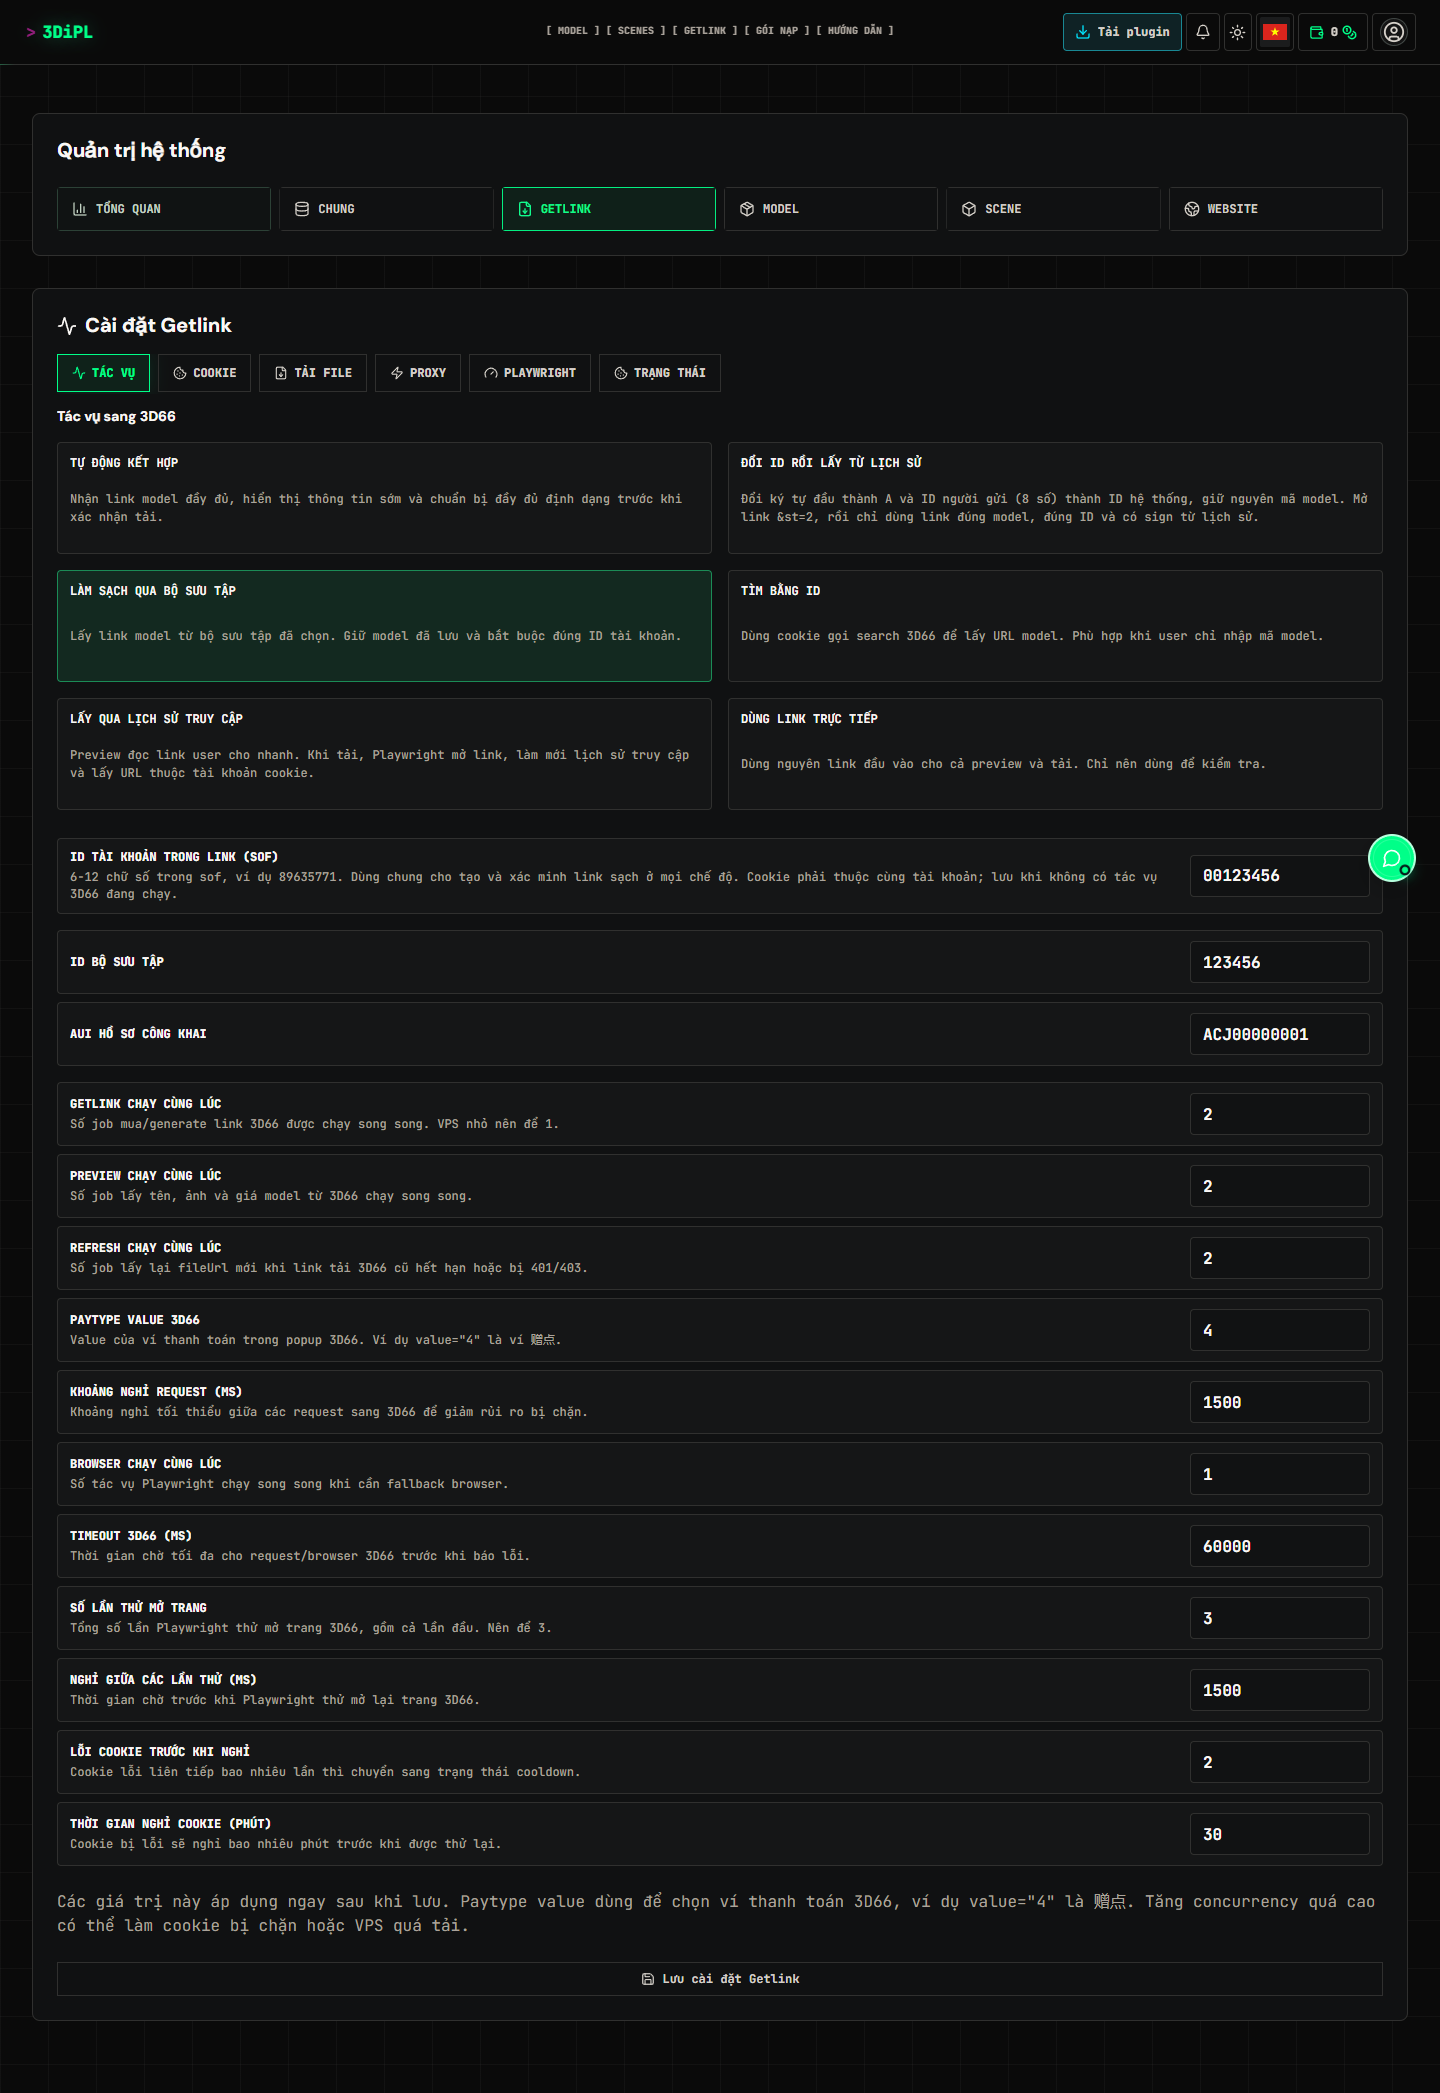 > 3DiPL
[ MODEL ] [ SCENES ] [ GETLINK ] [ GÓI NẠP ] [ HƯỚNG DẪN ]
Tải plugin
0
Quản trị hệ thống
TỔNG QUAN
CHUNG
GETLINK
MODEL
SCENE
WEBSITE
Cài đặt Getlink
TÁC VỤ
COOKIE
TẢI FILE
PROXY
PLAYWRIGHT
TRẠNG THÁI
Tác vụ sang 3D66
TỰ ĐỘNG KẾT HỢP
Nhận link model đầy đủ, hiển thị thông tin sớm và chuẩn bị đầy đủ định dạng trước khi
xác nhận tải.
ĐỔI ID RỒI LẤY TỪ LỊCH SỬ
Đổi ký tự đầu thành A và ID người gửi (8 số) thành ID hệ thống, giữ nguyên mã model. Mở
link &st=2, rồi chỉ dùng link đúng model, đúng ID và có sign từ lịch sử.
LÀM SẠCH QUA BỘ SƯU TẬP
Lấy link model từ bộ sưu tập đã chọn. Giữ model đã lưu và bắt buộc đúng ID tài khoản.
TÌM BẰNG ID
Dùng cookie gọi search 3D66 để lấy URL model. Phù hợp khi user chỉ nhập mã model.
LẤY QUA LỊCH SỬ TRUY CẬP
Preview đọc link user cho nhanh. Khi tải, Playwright mở link, làm mới lịch sử truy cập
và lấy URL thuộc tài khoản cookie.
DÙNG LINK TRỰC TIẾP
Dùng nguyên link đầu vào cho cả preview và tải. Chỉ nên dùng để kiểm tra.
ID TÀI KHOẢN TRONG LINK (SOF)
6-12 chữ số trong sof, ví dụ 89635771. Dùng chung cho tạo và xác minh link sạch ở mọi chế độ. Cookie phải thuộc cùng tài khoản; lưu khi không có tác vụ
3D66 đang chạy.
00123456
ID BỘ SƯU TẬP
123456
AUI HỒ SƠ CÔNG KHAI
ACJ00000001
GETLINK CHẠY CÙNG LÚC
Số job mua/generate link 3D66 được chạy song song. VPS nhỏ nên để 1.
2
PREVIEW CHẠY CÙNG LÚC
Số job lấy tên, ảnh và giá model từ 3D66 chạy song song.
2
REFRESH CHẠY CÙNG LÚC
Số job lấy lại fileUrl mới khi link tải 3D66 cũ hết hạn hoặc bị 401/403.
2
PAYTYPE VALUE 3D66
Value của ví thanh toán trong popup 3D66. Ví dụ value="4" là ví 赠点.
4
KHOẢNG NGHỈ REQUEST (MS)
Khoảng nghỉ tối thiểu giữa các request sang 3D66 để giảm rủi ro bị chặn.
1500
BROWSER CHẠY CÙNG LÚC
Số tác vụ Playwright chạy song song khi cần fallback browser.
1
TIMEOUT 3D66 (MS)
Thời gian chờ tối đa cho request/browser 3D66 trước khi báo lỗi.
60000
SỐ LẦN THỬ MỞ TRANG
Tổng số lần Playwright thử mở trang 3D66, gồm cả lần đầu. Nên để 3.
3
NGHỈ GIỮA CÁC LẦN THỬ (MS)
Thời gian chờ trước khi Playwright thử mở lại trang 3D66.
1500
LỖI COOKIE TRƯỚC KHI NGHỈ
Cookie lỗi liên tiếp bao nhiêu lần thì chuyển sang trạng thái cooldown.
2
THỜI GIAN NGHỈ COOKIE (PHÚT)
Cookie bị lỗi sẽ nghỉ bao nhiêu phút trước khi được thử lại.
30
Các giá trị này áp dụng ngay sau khi lưu. Paytype value dùng để chọn ví thanh toán 3D66, ví dụ value="4" là 赠点. Tăng concurrency quá cao
có thể làm cookie bị chặn hoặc VPS quá tải.
Lưu cài đặt Getlink